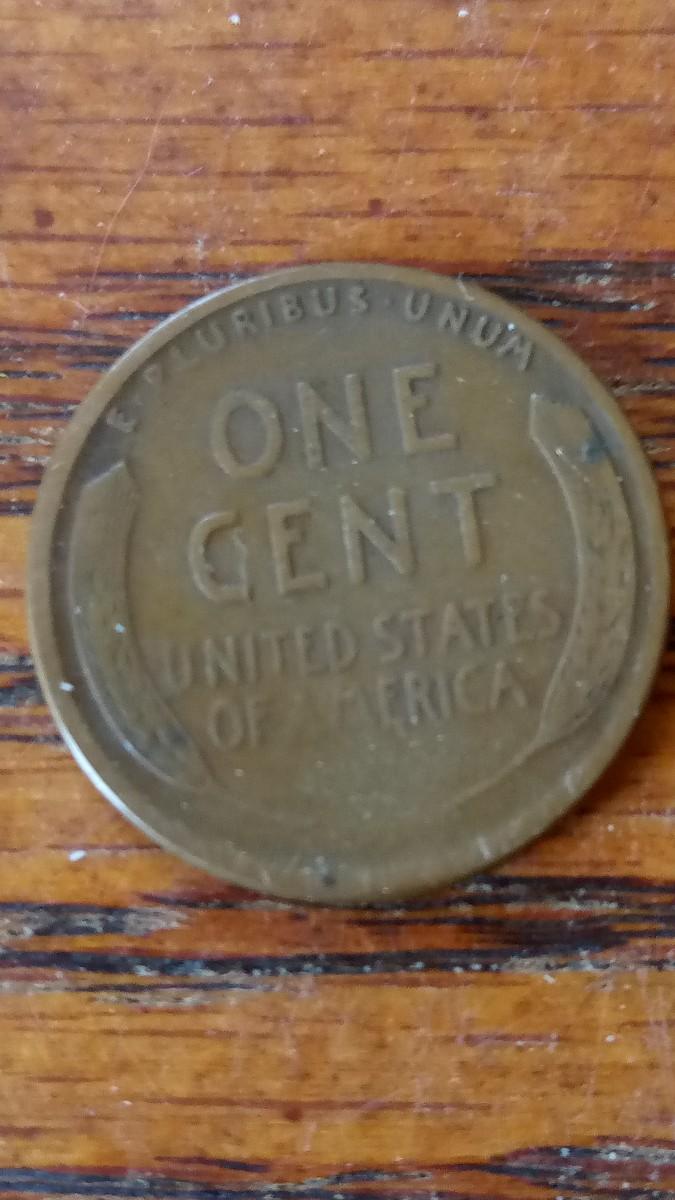 E·PLURIBUS·UNUM
ONE
CENT
UNITED STATES
OF AMERICA